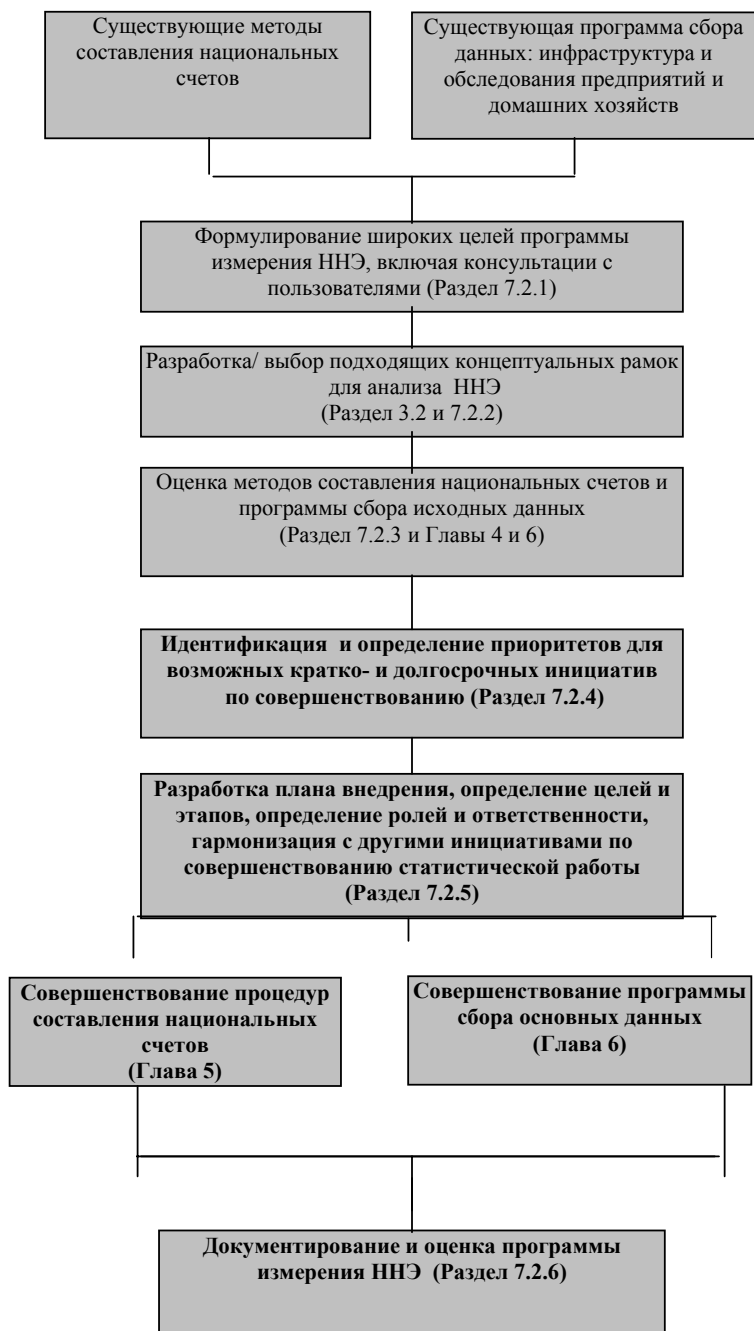 Существующие методы
составления национальных
счетов
Существующая программа сбора
данных: инфраструктура и
обследования предприятий и
домашних хозяйств
Формулирование широких целей программы
измерения ННЭ, включая консультации с
пользователями (Раздел 7.2.1)
Разработка/ выбор подходящих концептуальных рамок
для анализа  ННЭ
(Раздел 3.2 и 7.2.2)
Оценка методов составления национальных счетов и
программы сбора исходных данных
(Раздел 7.2.3 и Главы 4 и 6)
Идентификация  и определение приоритетов для
возможных кратко- и долгосрочных инициатив
по совершенствованию (Раздел 7.2.4)
Разработка плана внедрения, определение целей и
этапов, определение ролей и ответственности,
гармонизация с другими инициативами по
совершенствованию статистической работы
(Раздел 7.2.5)
Совершенствование процедур
составления национальных
счетов
(Глава 5)
Совершенствование программы
сбора основных данных
(Глава 6)
Документирование и оценка программы
измерения ННЭ  (Раздел 7.2.6)